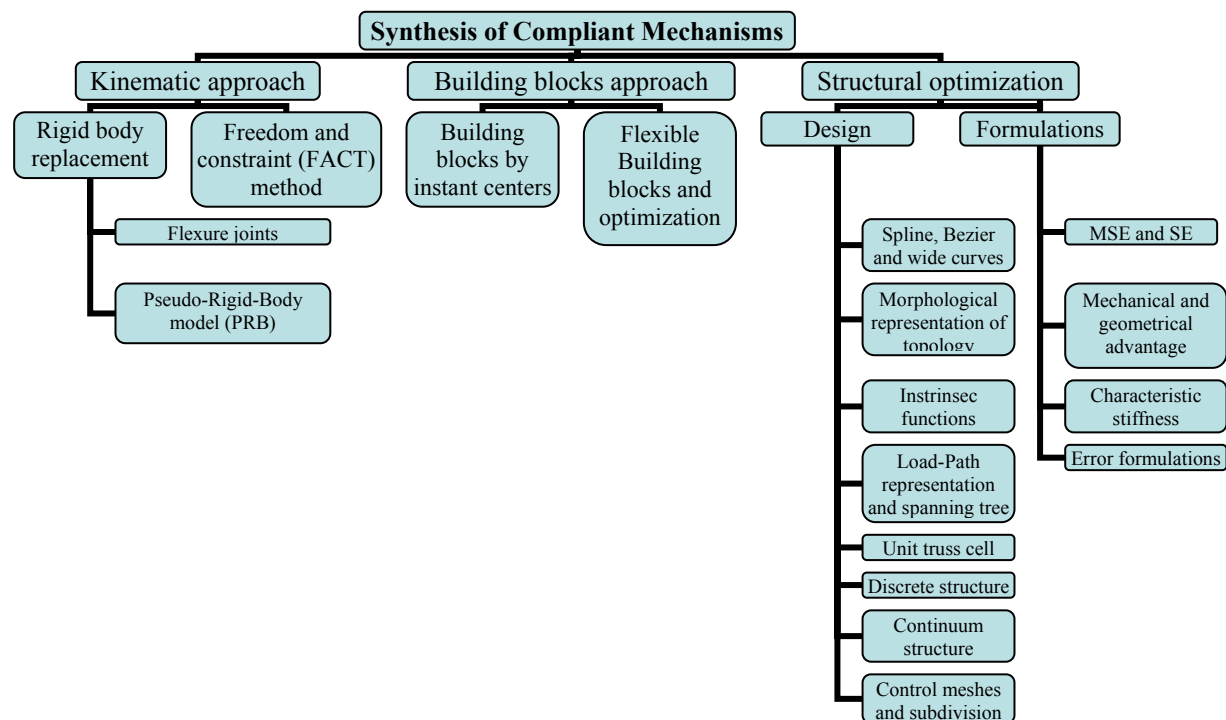 Synthesis of Compliant Mechanisms
Kinematic approach
Building blocks approach
Structural optimization
Rigid body
replacement
Freedom and
constraint (FACT)
method
Building
blocks by
instant centers
Flexible
Building
blocks and
optimization
Design
Formulations
Flexure joints
Pseudo-Rigid-Body
model (PRB)
Spline, Bezier
and wide curves
Morphological
representation of
topology
Instrinsec
functions
Load-Path
representation
and spanning tree
Unit truss cell
Discrete structure
Continuum
structure
Control meshes
and subdivision
MSE and SE
Mechanical and
geometrical
advantage
Characteristic
stiffness
Error formulations